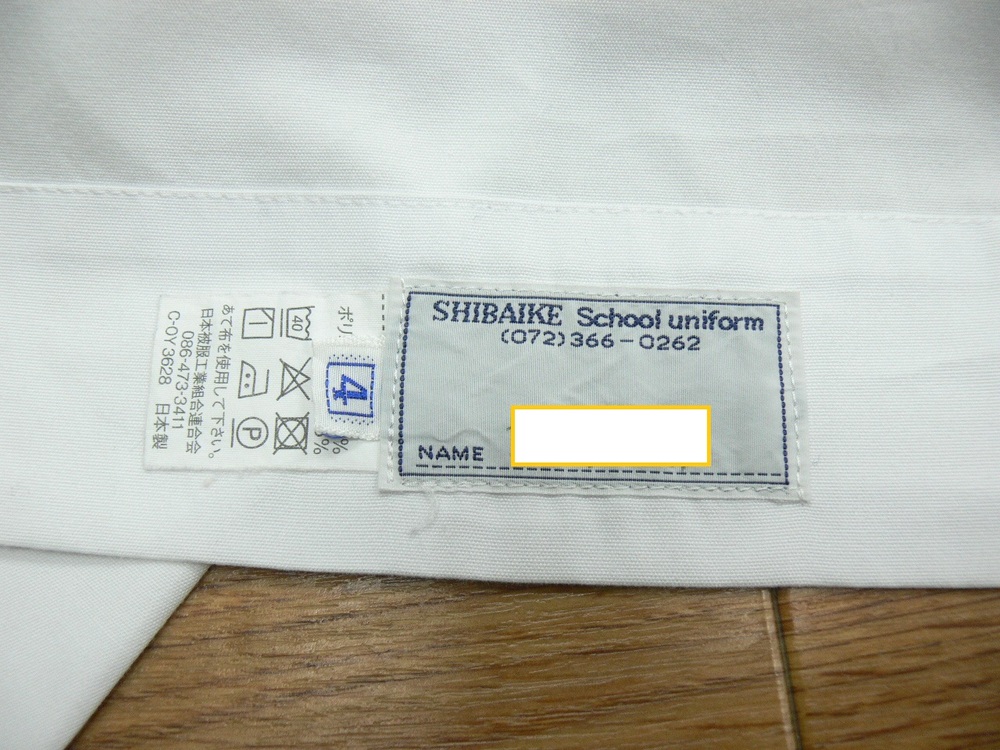 SHIBAIKE School uniform
(072)366-0262
NAME
4
ポリ
%
%
40
P
あて布を使用して下さい。
日本被服工業組合連合会
086-473-3411
C-0Y3628 日本製